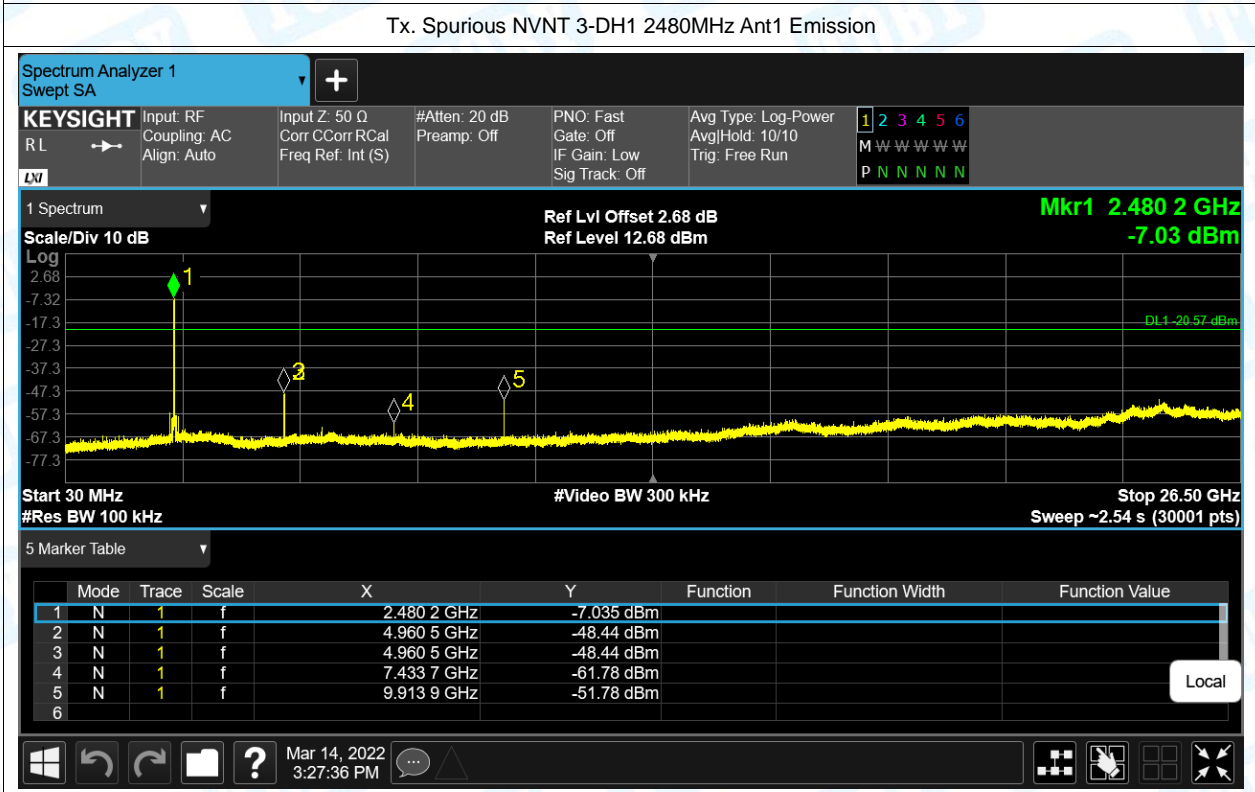 Tx. Spurious NVNT 3-DH1 2480MHz Ant1 Emission
Spectrum Analyzer 1
Swept SA
KEYSIGHT Input: RF Input Z: 50 Ω #Atten: 20 dB PNO: Fast Avg Type: Log-Power 1 2 3 4 5 6
R L Coupling: AC Corr CCorr RCal Preamp: Off Gate: Off Avg|Hold: 10/10 M W W W W W
Align: Auto Freq Ref: Int (S) IF Gain: Low Trig: Free Run
LXI Sig Track: Off P N N N N N
1 Spectrum Ref Lvl Offset 2.68 dB Mkr1 2.480 2 GHz
Scale/Div 10 dB Ref Level 12.68 dBm -7.03 dBm
Log
2.68 1
-7.32
-17.3 DL1 -20.57 dBm
-27.3
-37.3 2 3 5
-47.3 4
-57.3
-67.3
-77.3
Start 30 MHz #Video BW 300 kHz Stop 26.50 GHz
#Res BW 100 kHz Sweep ~2.54 s (30001 pts)
5 Marker Table
Mode Trace Scale X Y Function Function Width Function Value
1 N 1 f 2.480 2 GHz -7.035 dBm
2 N 1 f 4.960 5 GHz -48.44 dBm
3 N 1 f 4.960 5 GHz -48.44 dBm
4 N 1 f 7.433 7 GHz -61.78 dBm
5 N 1 f 9.913 9 GHz -51.78 dBm
6
Local
? Mar 14, 2022
3:27:36 PM